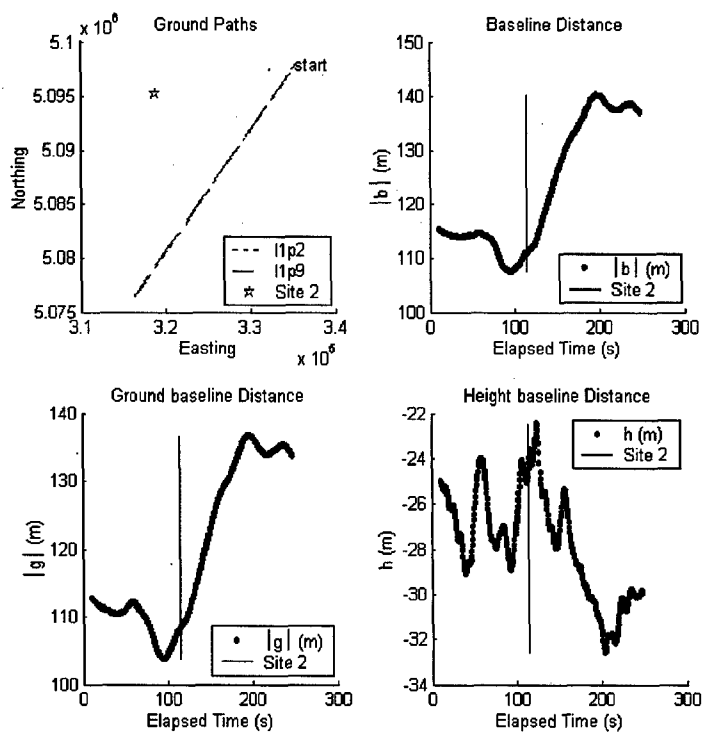 Ground Paths
x 10⁶
5.1
5.095
5.09
5.085
5.08
5.075
Northing
start
l1p2
l1p9
Site 2
3.1
3.2
3.3
3.4
Easting
x 10⁶
Baseline Distance
150
140
130
120
110
100
|b| (m)
|b| (m)
Site 2
0
100
200
300
Elapsed Time (s)
Ground baseline Distance
140
130
120
110
100
|g| (m)
|g| (m)
Site 2
0
100
200
300
Elapsed Time (s)
Height baseline Distance
-22
-24
-26
-28
-30
-32
-34
h (m)
h (m)
Site 2
0
100
200
300
Elapsed Time (s)